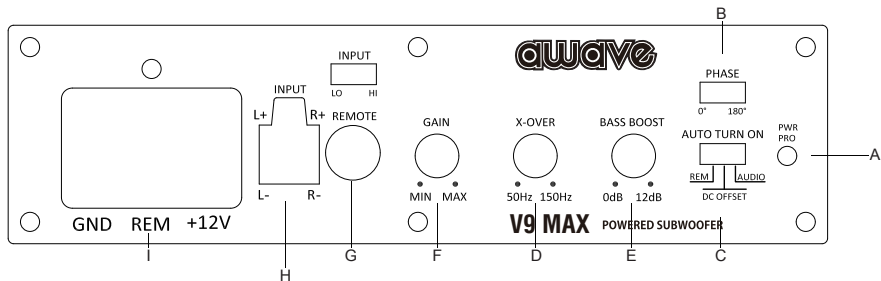 B
awave
INPUT
LO HI
PHASE
0° 180°
INPUT
L+ R+
L- R-
REMOTE
GAIN
MIN MAX
X-OVER
50Hz 150Hz
BASS BOOST
0dB 12dB
AUTO TURN ON
REM AUDIO
DC OFFSET
PWR
PRO
A
GND REM +12V
V9 MAX POWERED SUBWOOFER
I H G F D E C